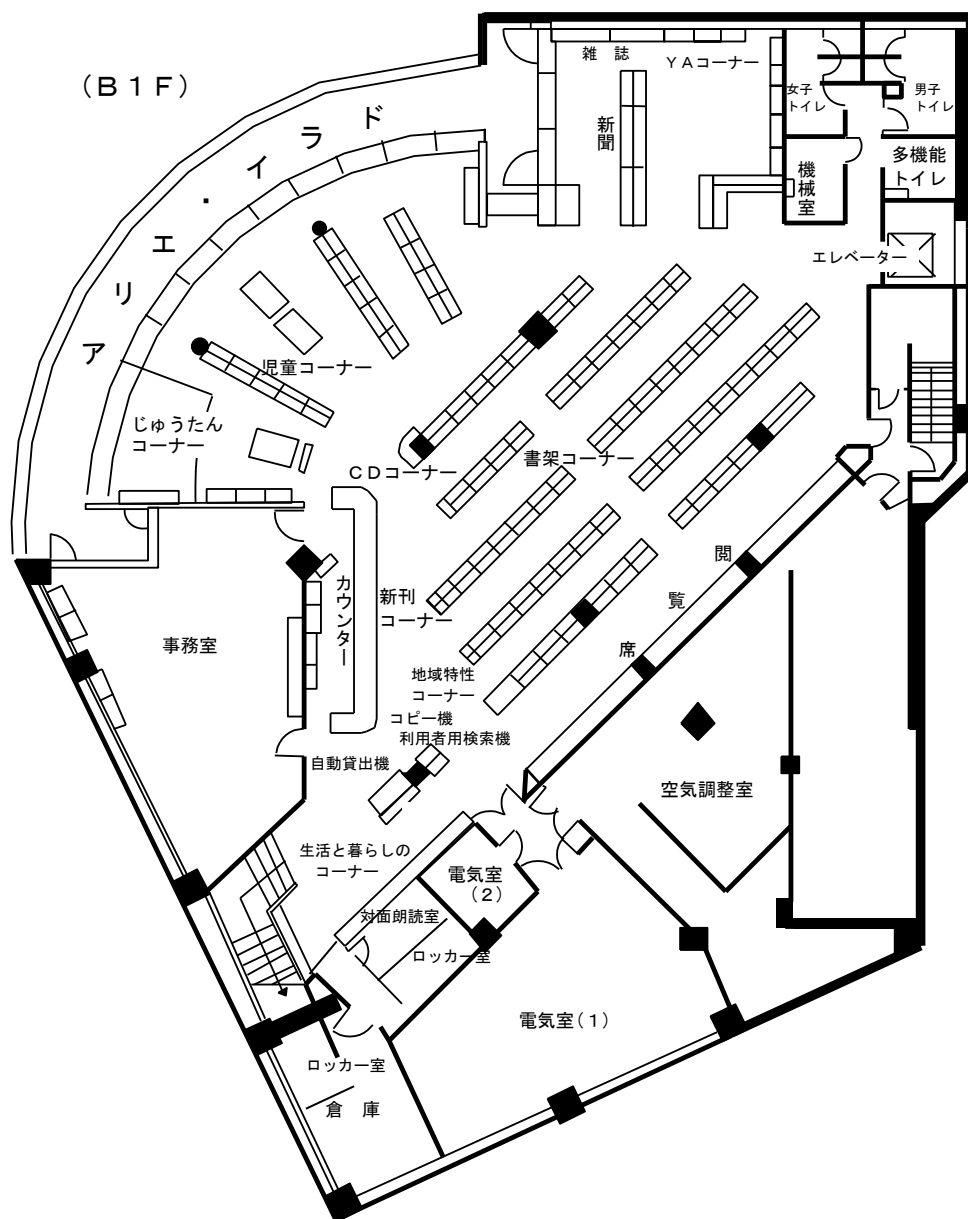 (B1F)
雑誌
YAコーナー
女子
トイレ
男子
トイレ
新聞
機械室
多機能
トイレ
エレベーター
ドライ・エリア
児童コーナー
じゅうたん
コーナー
CDコーナー
書架コーナー
閲覧席
カウンター
新刊
コーナー
事務室
地域特性
コーナー
コピー機
利用者用検索機
自動貸出機
空気調整室
生活と暮らしの
コーナー
電気室
(2)
対面朗読室
ロッカー室
電気室(1)
ロッカー室
倉庫